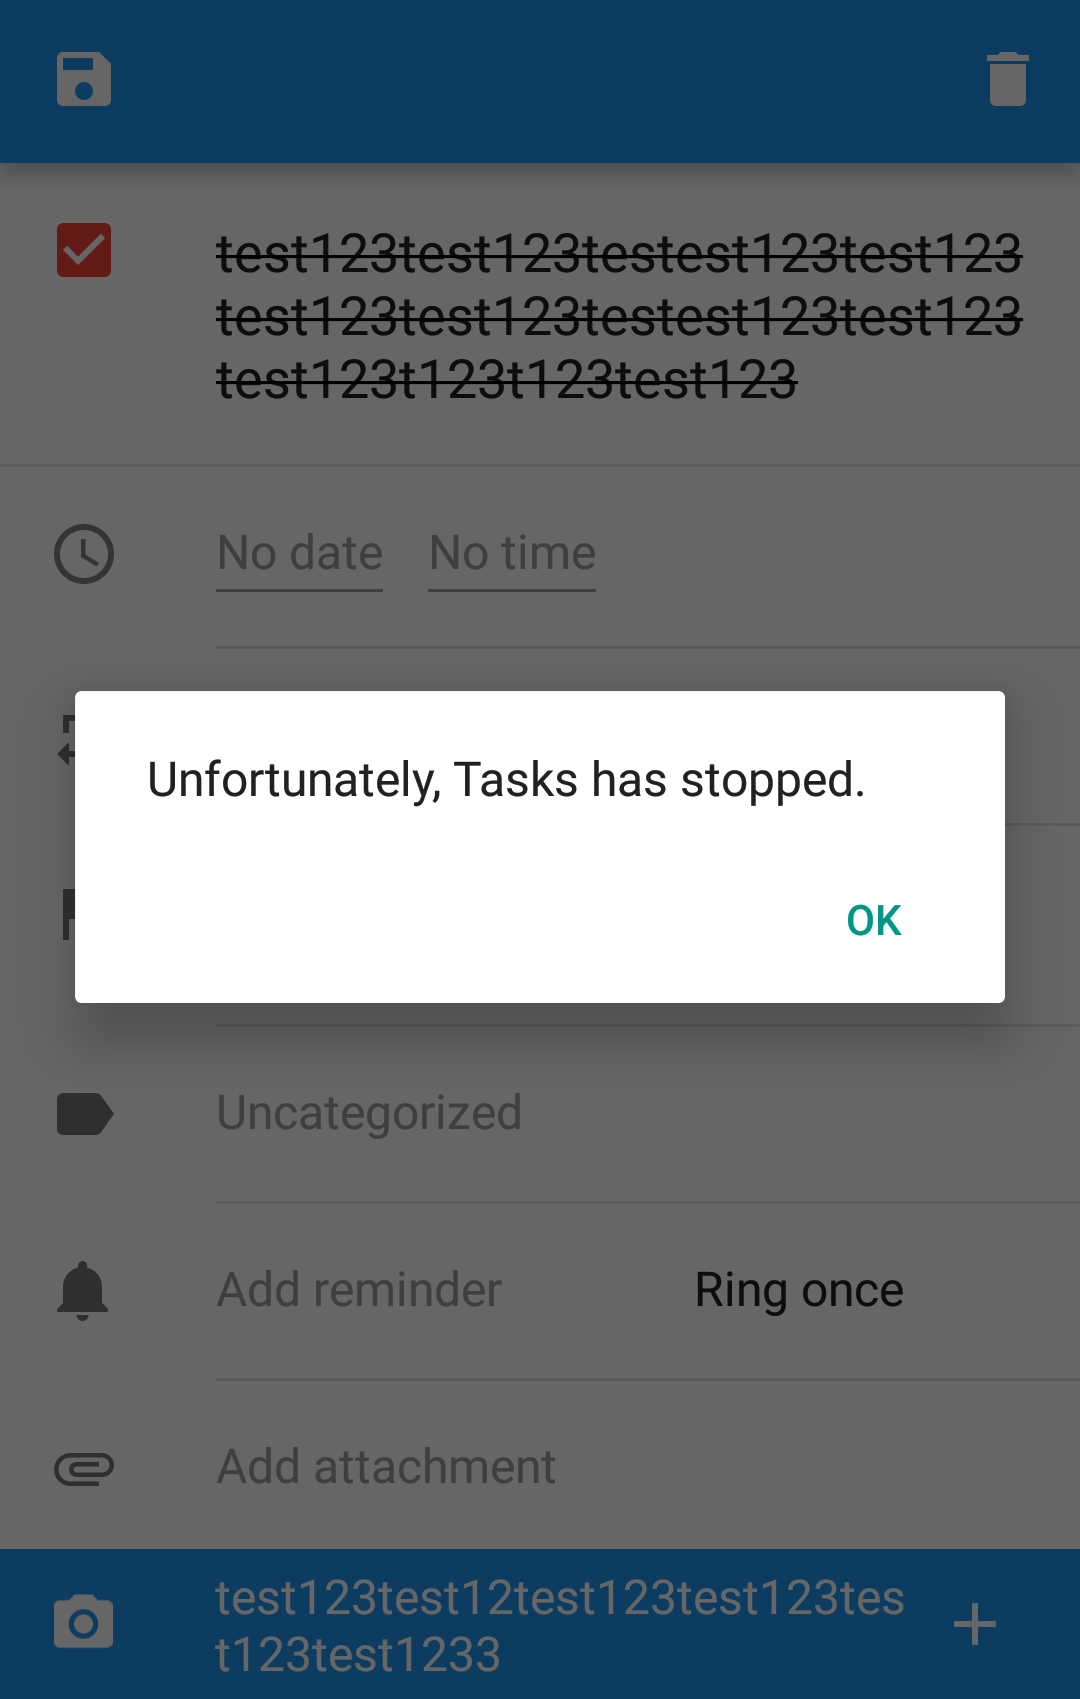 test123test123testest123test123
test123test123testest123test123
test123t123t123test123
No date No time
Unfortunately, Tasks has stopped.
OK
Uncategorized
Add reminder Ring once
Add attachment
test123test12test123test123tes
t123test1233